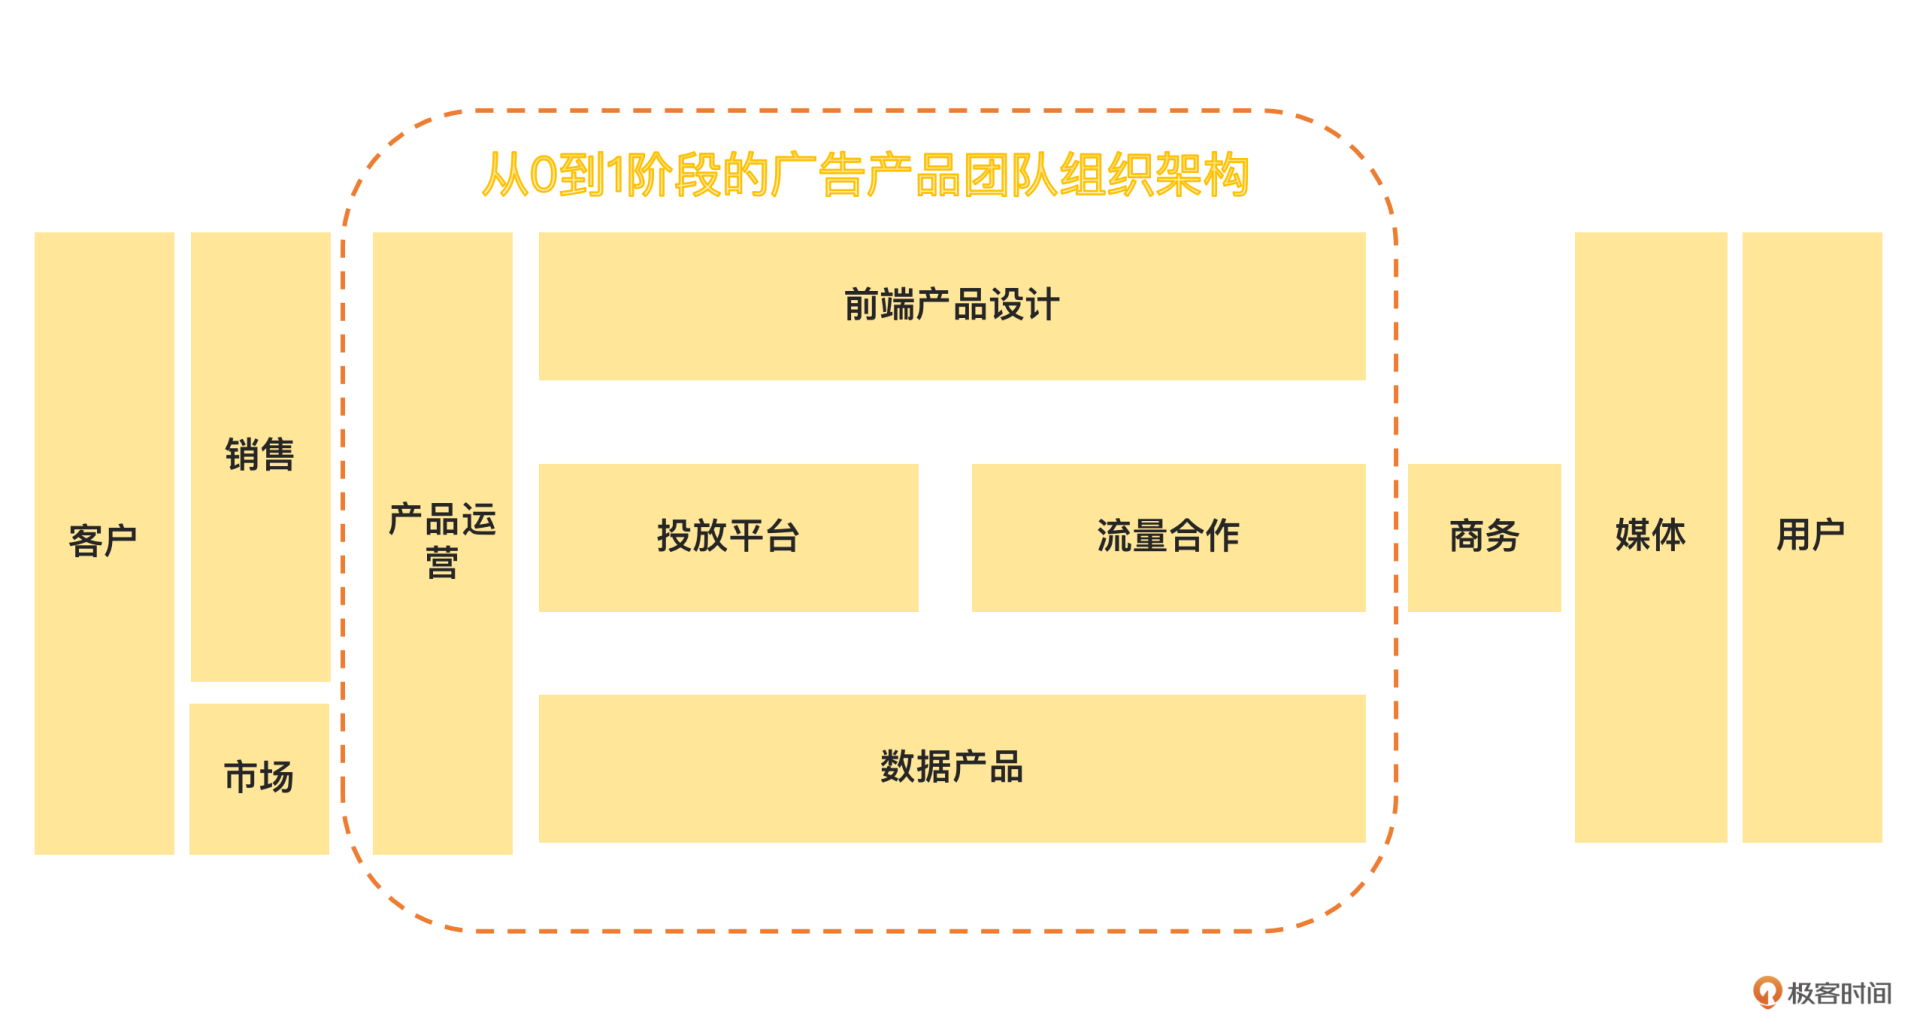 从0到1阶段的广告产品团队组织架构
客户
销售
市场
产品运
营
前端产品设计
投放平台
流量合作
数据产品
商务
媒体
用户
极客时间